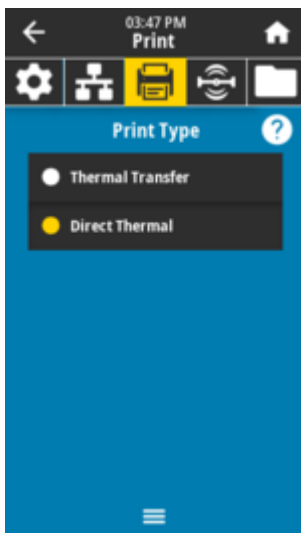 03:47 PM
Print
Print Type
?
Thermal Transfer
Direct Thermal